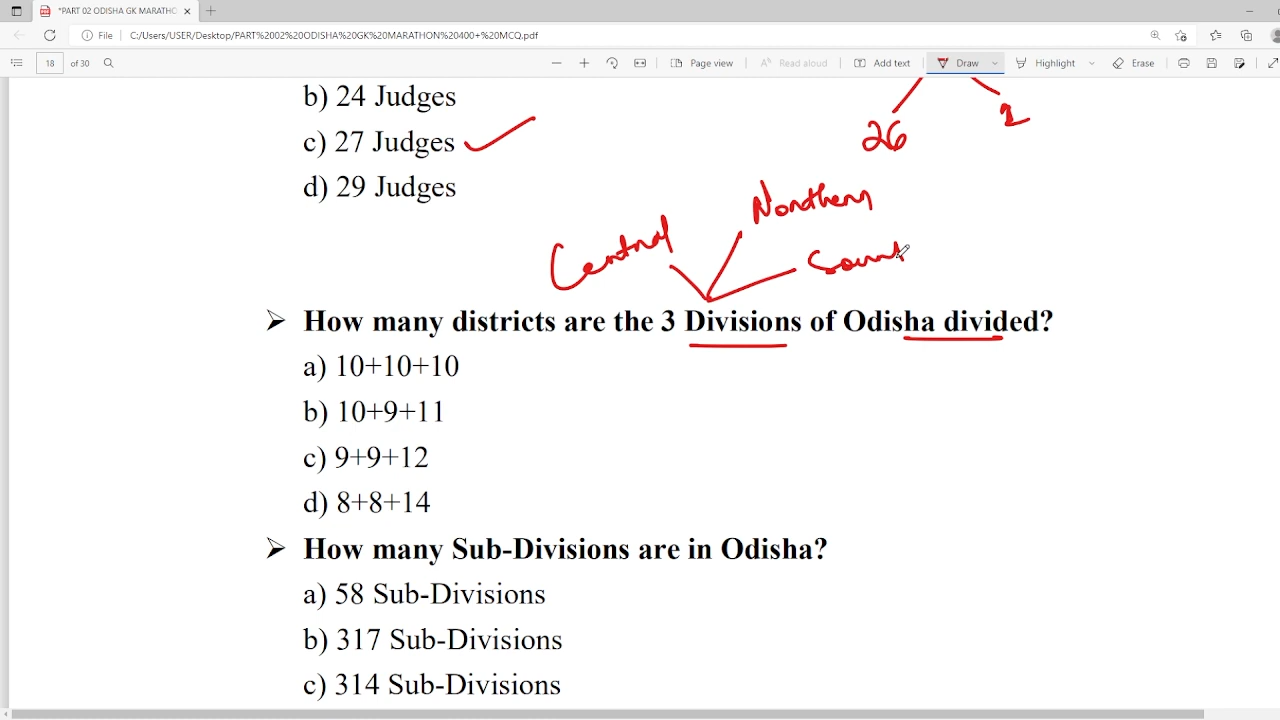 *PART 02 ODISHA GK MARATHO
File C:/Users/USER/Desktop/PART%2002%20ODISHA%20GK%20MARATHON%20400+%20MCQ.pdf
18 of 30 Page view Read aloud Add text Draw Highlight Erase
b) 24 Judges
26 1
c) 27 Judges
d) 29 Judges
Northern
Central
Sout
➤ How many districts are the 3 Divisions of Odisha divided?
a) 10+10+10
b) 10+9+11
c) 9+9+12
d) 8+8+14
➤ How many Sub-Divisions are in Odisha?
a) 58 Sub-Divisions
b) 317 Sub-Divisions
c) 314 Sub-Divisions